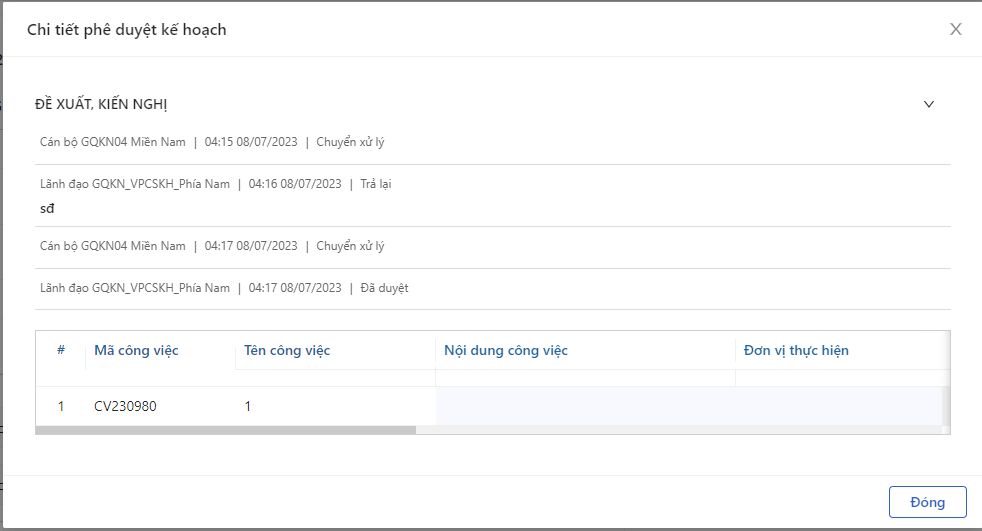 Chi tiết phê duyệt kế hoạch
ĐỀ XUẤT, KIẾN NGHỊ
Cán bộ GQKN04 Miền Nam | 04:15 08/07/2023 | Chuyển xử lý
Lãnh đạo GQKN_VPCSKH_Phía Nam | 04:16 08/07/2023 | Trả lại
sđ
Cán bộ GQKN04 Miền Nam | 04:17 08/07/2023 | Chuyển xử lý
Lãnh đạo GQKN_VPCSKH_Phía Nam | 04:17 08/07/2023 | Đã duyệt
# Mã công việc Tên công việc Nội dung công việc Đơn vị thực hiện
1 CV230980 1
Đóng